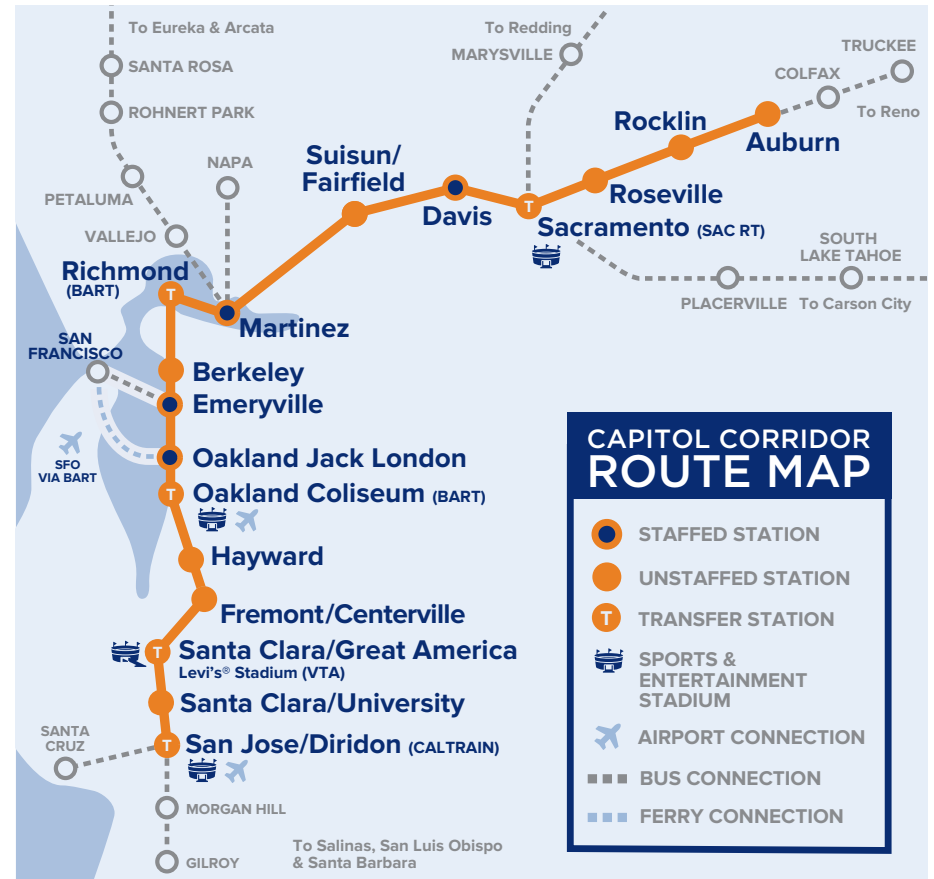 To Eureka & Arcata
SANTA ROSA
ROHNERT PARK
PETALUMA
VALLEJO
NAPA
To Redding
MARYSVILLE
TRUCKEE
COLFAX
To Reno
Auburn
Rocklin
Roseville
Sacramento (SAC RT)
Davis
Suisun/
Fairfield
SOUTH
LAKE TAHOE
PLACERVILLE
To Carson City
Richmond
(BART)
T
T
Martinez
SAN
FRANCISCO
Berkeley
Emeryville
SFO
VIA BART
Oakland Jack London
T
Oakland Coliseum (BART)
Hayward
Fremont/Centerville
T
Santa Clara/Great America
Levi's® Stadium (VTA)
Santa Clara/University
SANTA
CRUZ
T
San Jose/Diridon (CALTRAIN)
MORGAN HILL
GILROY
To Salinas, San Luis Obispo
& Santa Barbara
CAPITOL CORRIDOR
ROUTE MAP
STAFFED STATION
UNSTAFFED STATION
T
TRANSFER STATION
SPORTS &
ENTERTAINMENT
STADIUM
AIRPORT CONNECTION
BUS CONNECTION
FERRY CONNECTION